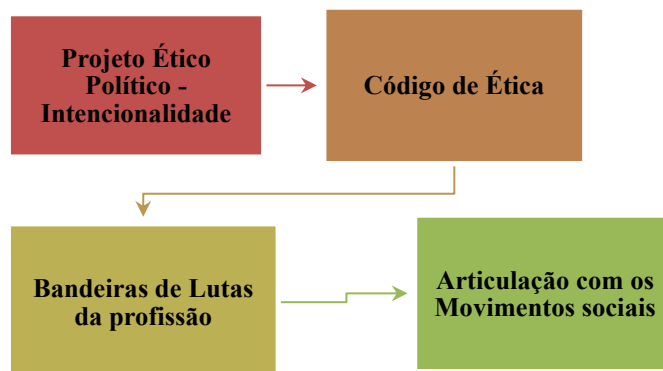 Projeto Ético
Político -
Intencionalidade
Código de Ética
Bandeiras de Lutas
da profissão
Articulação com os
Movimentos sociais